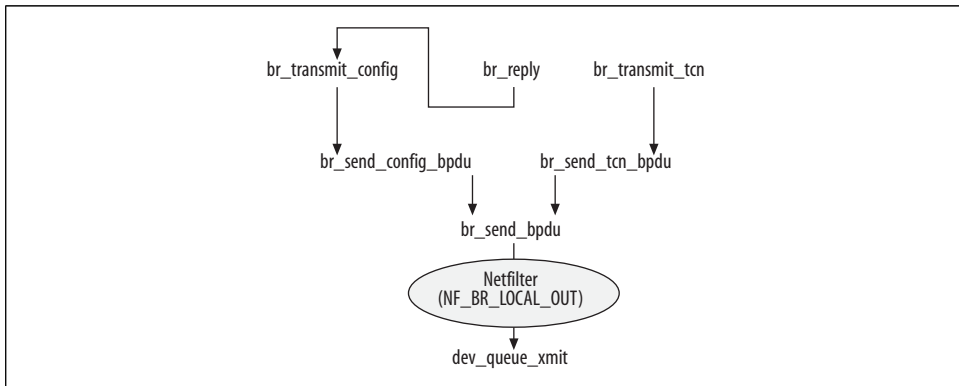 br_transmit_config
br_reply
br_transmit_tcn
br_send_config_bpdu
br_send_tcn_bpdu
br_send_bpdu
Netfilter
(NF_BR_LOCAL_OUT)
dev_queue_xmit